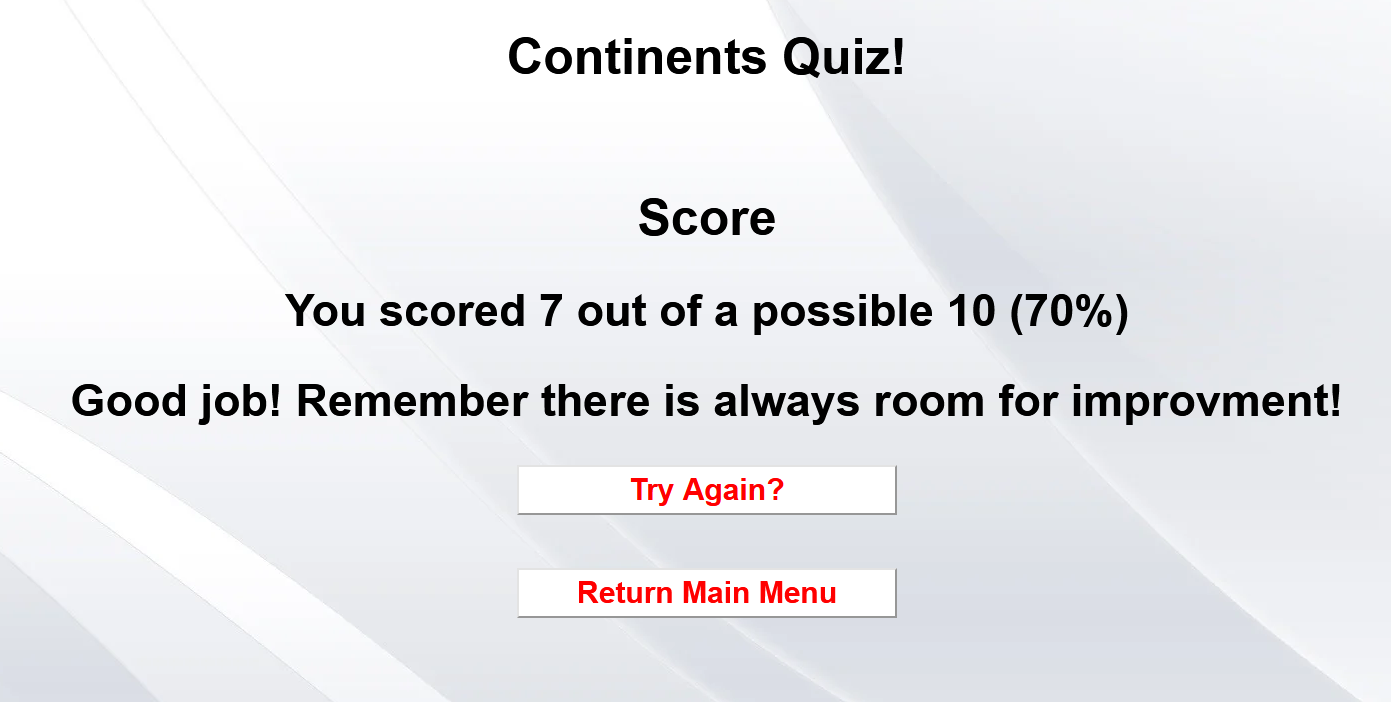 Continents Quiz!
Score
You scored 7 out of a possible 10 (70%)
Good job! Remember there is always room for improvment!
Try Again?
Return Main Menu